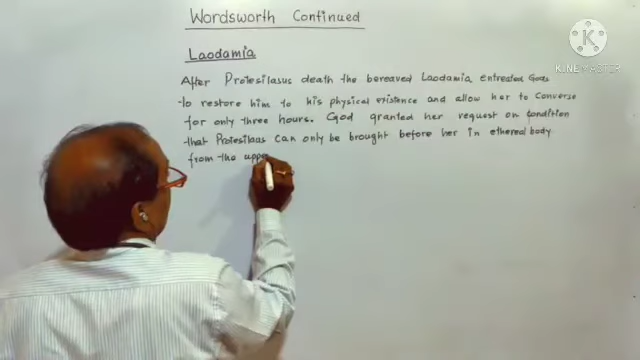 Wordsworth Continued
Laodamia
After Protesilasus death the bereaved Laodamia entreated Gods
to restore him to his physical existence and allow her to Converse
for only three hours. God granted her request on condition
that Protesilaus can only be brought before her in ethereal body
from the uppe
KINEMASTER